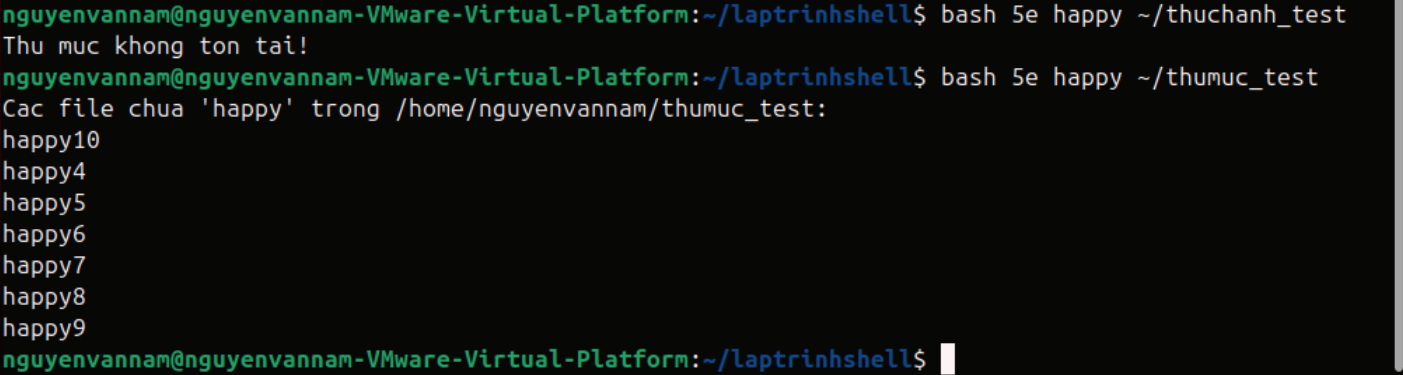 nguyenvannam@nguyenvannam-VMware-Virtual-Platform:~/laptrinhshell$ bash 5e happy ~/thuchanh_test
Thu muc khong ton tai!
nguyenvannam@nguyenvannam-VMware-Virtual-Platform:~/laptrinhshell$ bash 5e happy ~/thumuc_test
Cac file chua 'happy' trong /home/nguyenvannam/thumuc_test:
happy10
happy4
happy5
happy6
happy7
happy8
happy9
nguyenvannam@nguyenvannam-VMware-Virtual-Platform:~/laptrinhshell$